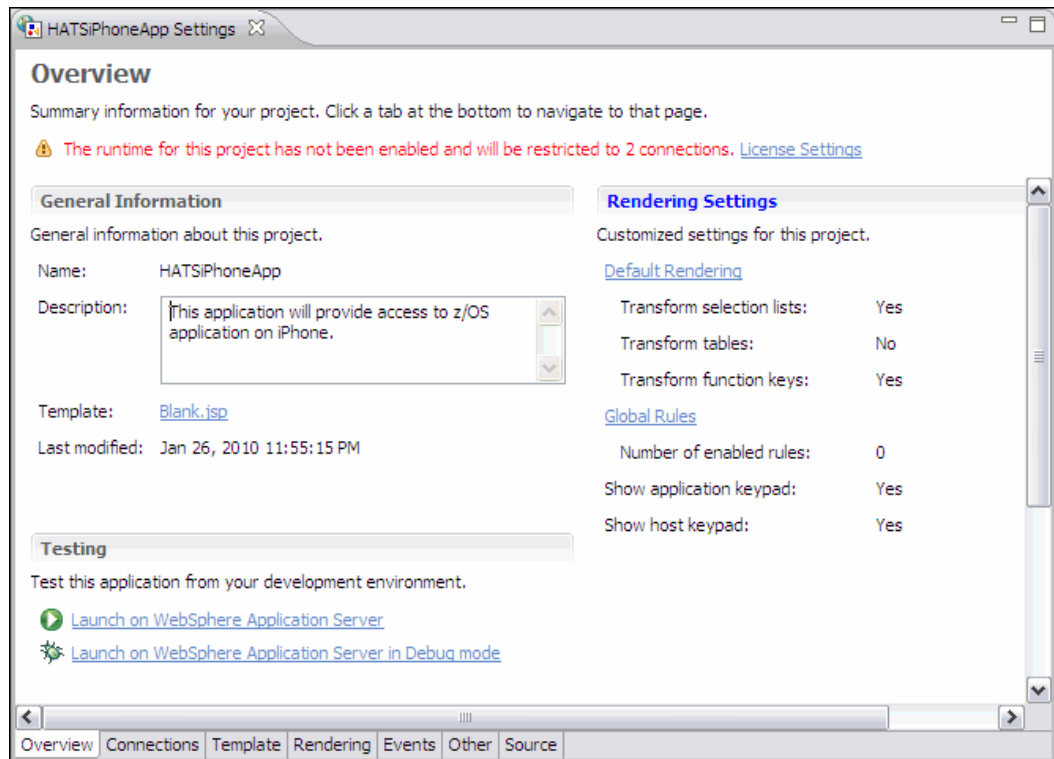 HATSiPhoneApp Settings
Overview
Summary information for your project. Click a tab at the bottom to navigate to that page.
The runtime for this project has not been enabled and will be restricted to 2 connections. License Settings
General Information
General information about this project.
Name: HATSiPhoneApp
Description: This application will provide access to z/OS
application on iPhone.
Template: Blank.jsp
Last modified: Jan 26, 2010 11:55:15 PM
Testing
Test this application from your development environment.
Launch on WebSphere Application Server
Launch on WebSphere Application Server in Debug mode
Rendering Settings
Customized settings for this project.
Default Rendering
Transform selection lists: Yes
Transform tables: No
Transform function keys: Yes
Global Rules
Number of enabled rules: 0
Show application keypad: Yes
Show host keypad: Yes
Overview Connections Template Rendering Events Other Source